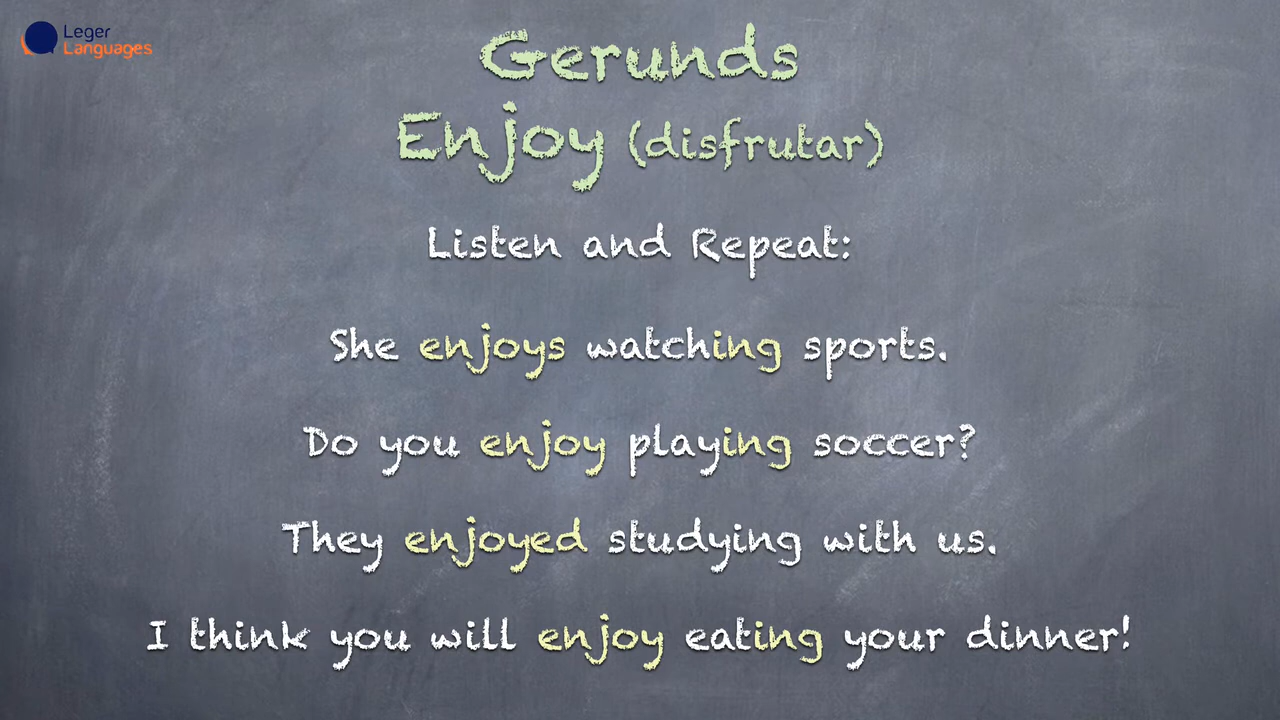 Leger
Languages
Gerunds
Enjoy (disfrutar)
Listen and Repeat:
She enjoys watching sports.
Do you enjoy playing soccer?
They enjoyed studying with us.
I think you will enjoy eating your dinner!